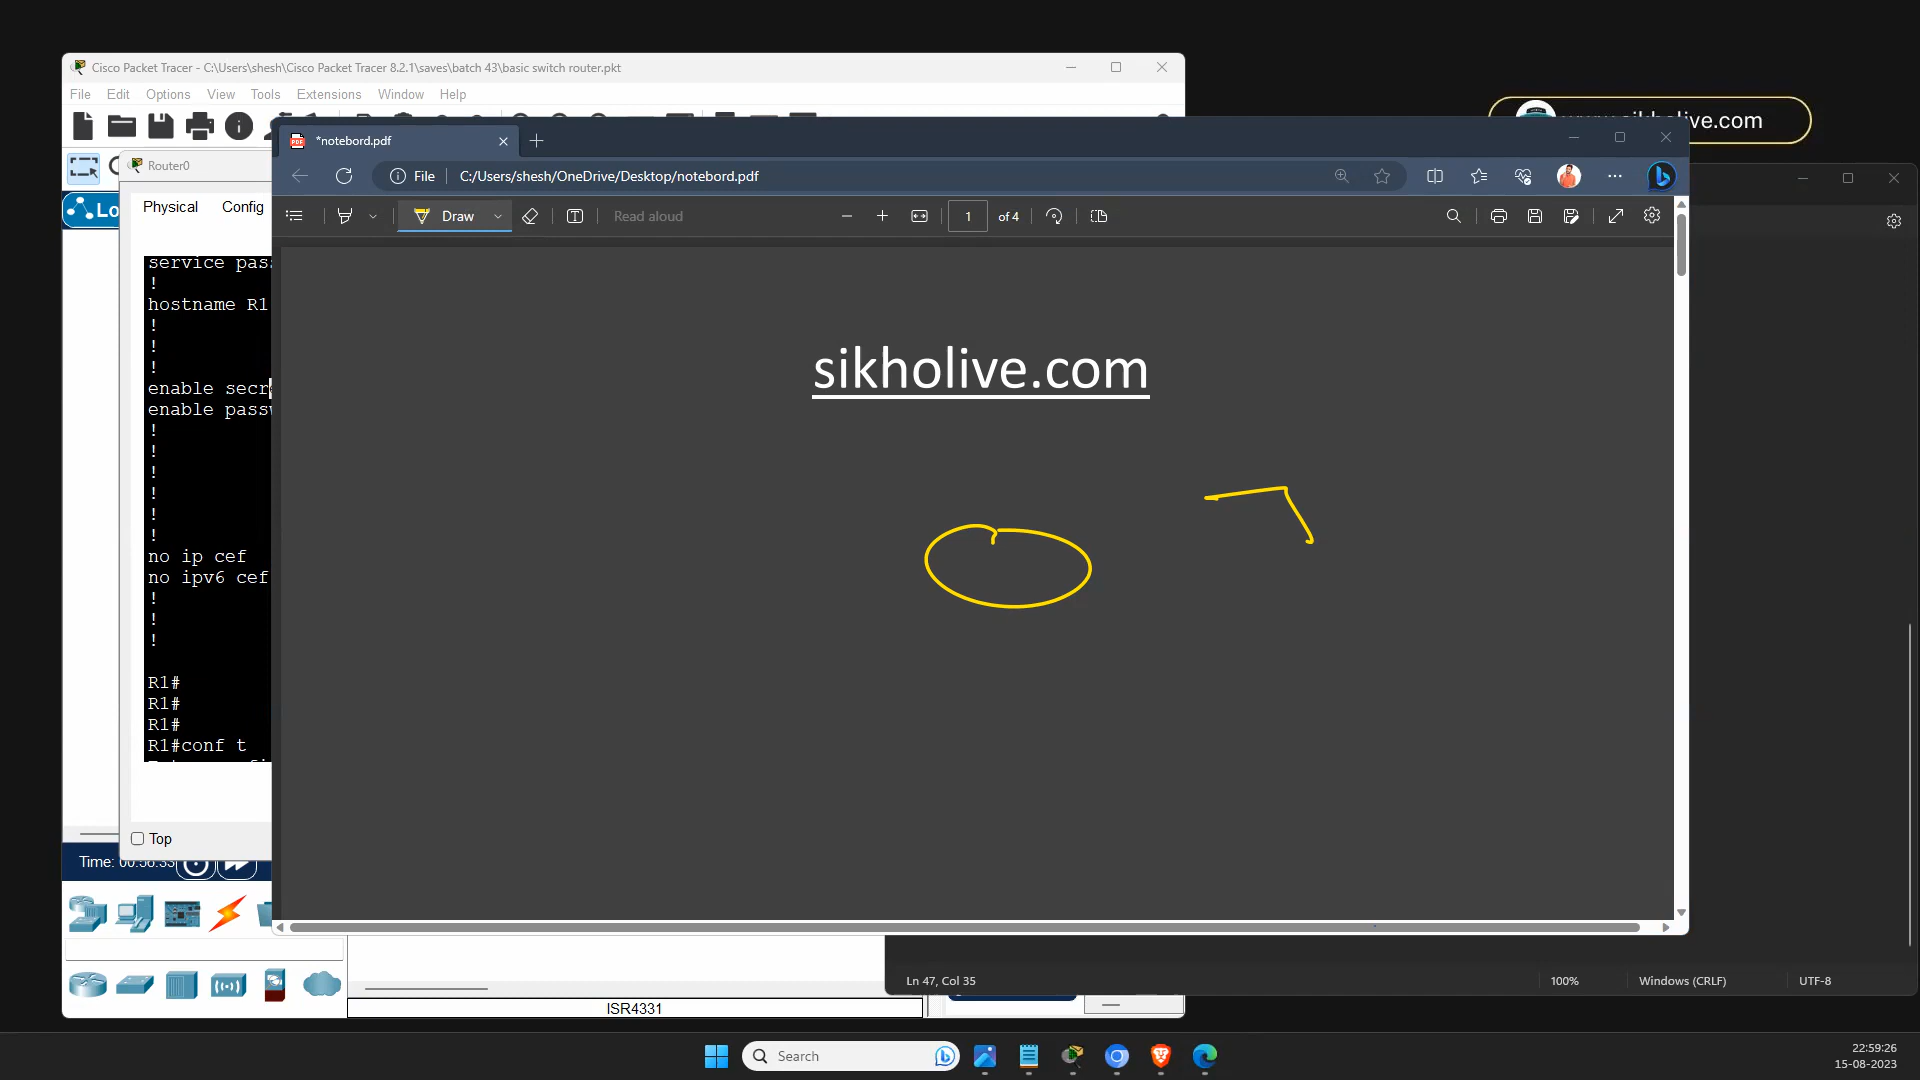 Cisco Packet Tracer - C:\Users\shesh\Cisco Packet Tracer 8.2.1\saves\batch 43\basic switch router.pkt
File Edit Options View Tools Extensions Window Help
*notebord.pdf
Router0
File C:/Users/shesh/OneDrive/Desktop/notebord.pdf
Physical Config
Draw Read aloud 1 of 4
service
!
hostname R1
!
!
!
enable
enable
!
!
!
!
!
!
no ip cef
no ipv6 cef
!
!
!
R1#
R1#
R1#
R1#conf t
sikholive.com
Top
Time:
Ln 47, Col 35 100% Windows (CRLF) UTF-8
ISR4331
Search
22:59:26
15-08-2023